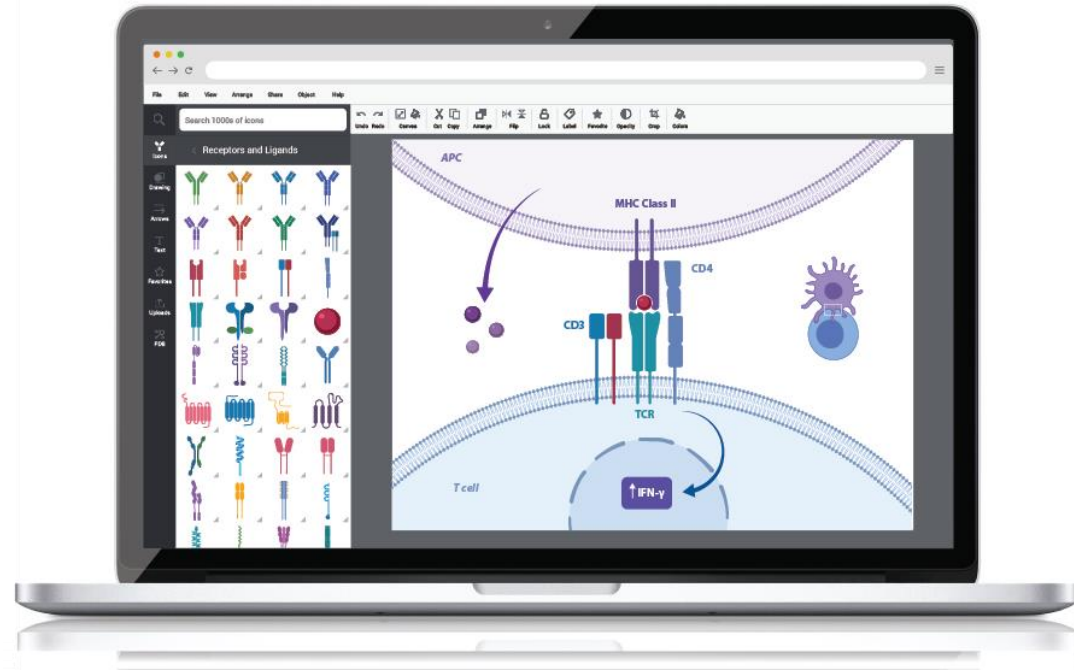 File Edit View Arrange Share Object Help
Search 1000s of icons
Undo Redo Canvas Cut Copy Arrange Flip Lock Label Favorite Opacity Crop Colors
Icons
Receptors and Ligands
Drawing
Arrows
Text
Favorites
Uploads
PDB
APC
MHC Class II
CD4
CD3
TCR
T cell
↑ IFN-γ